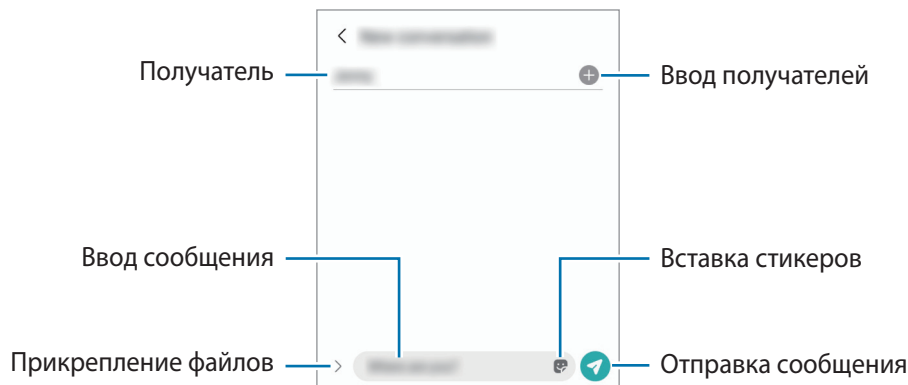 Получатель
Ввод получателей
Ввод сообщения
Вставка стикеров
Прикрепление файлов
Отправка сообщения